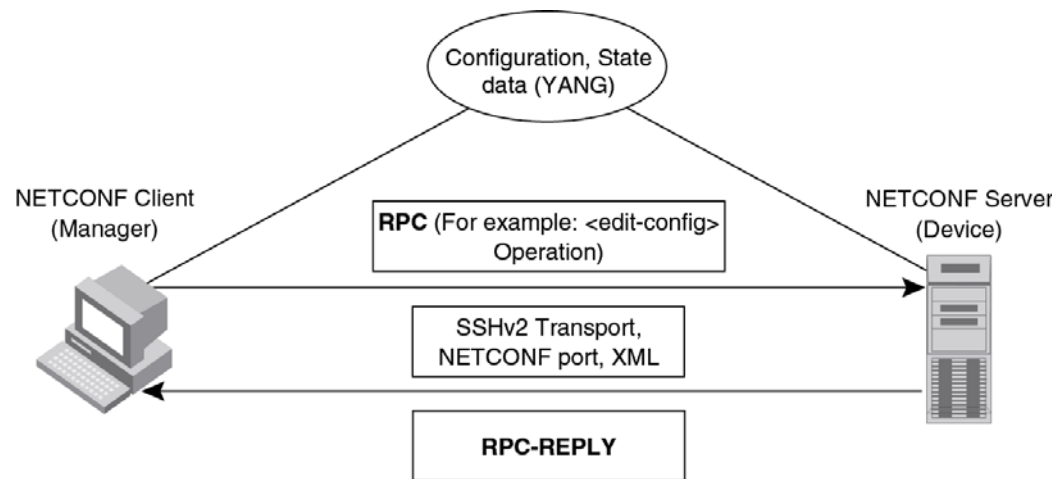 Configuration, State
data (YANG)
NETCONF Client
(Manager)
NETCONF Server
(Device)
RPC (For example: <edit-config>
Operation)
SSHv2 Transport,
NETCONF port, XML
RPC-REPLY